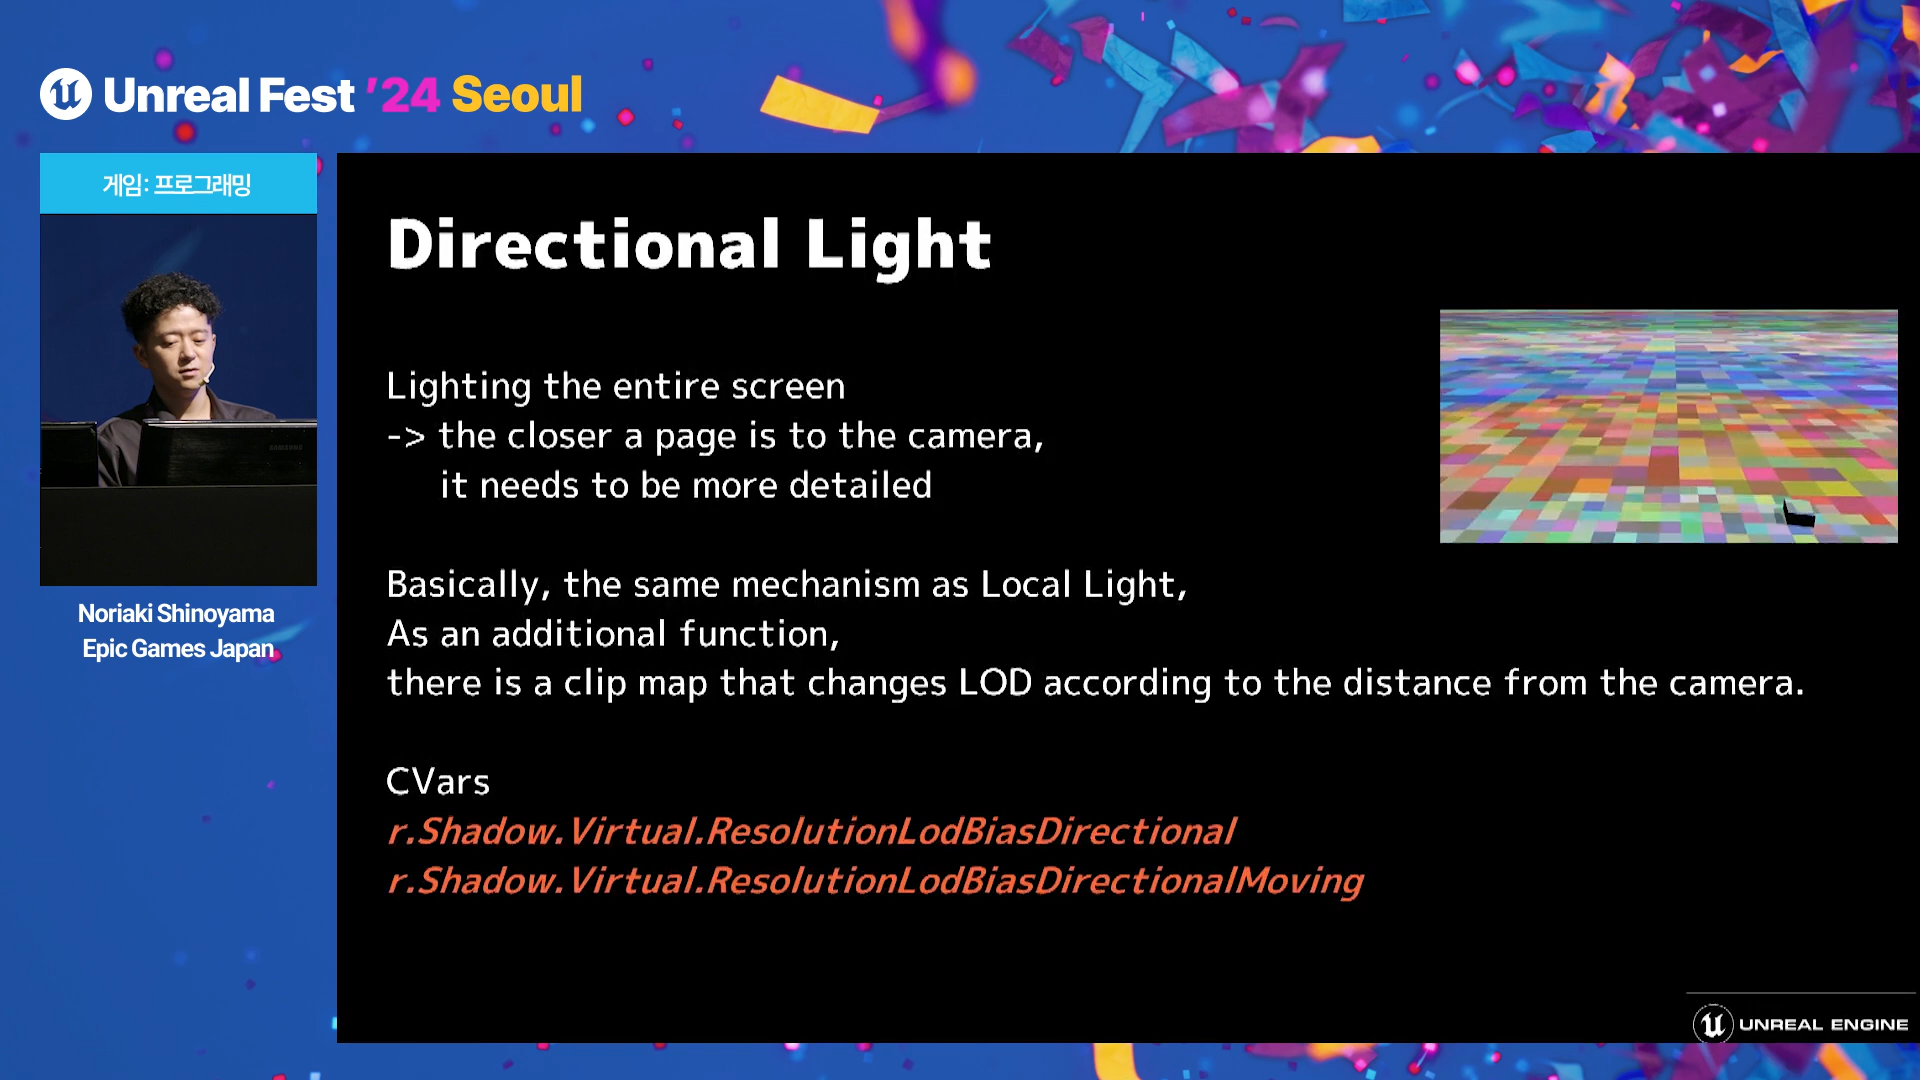 Unreal Fest '24 Seoul
게임: 프로그래밍
SAMSUNG
Noriaki Shinoyama
Epic Games Japan
Directional Light
Lighting the entire screen
-> the closer a page is to the camera,
it needs to be more detailed
Basically, the same mechanism as Local Light,
As an additional function,
there is a clip map that changes LOD according to the distance from the camera.
CVars
r.Shadow.Virtual.ResolutionLodBiasDirectional
r.Shadow.Virtual.ResolutionLodBiasDirectionalMoving
UNREAL ENGINE